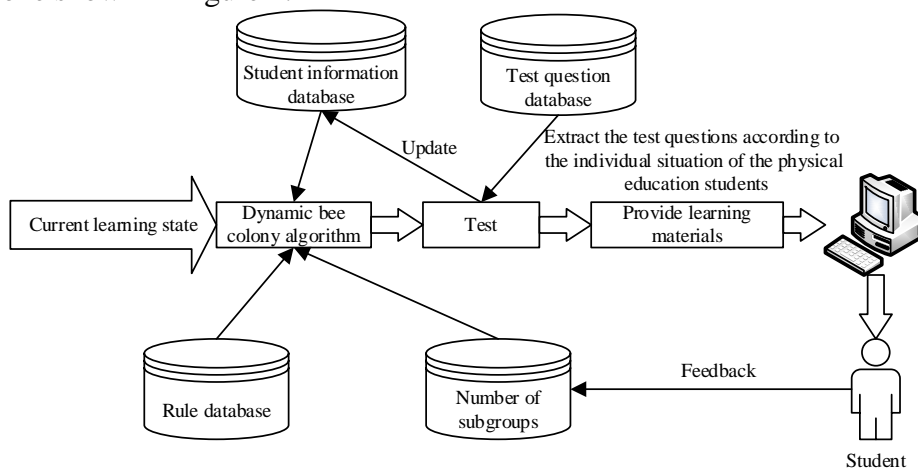 Student information
database
Test question
database
Update
Extract the test questions according to
the individual situation of the physical
education students
Current learning state
Dynamic bee
colony algorithm
Test
Provide learning
materials
Rule database
Number of
subgroups
Feedback
Student